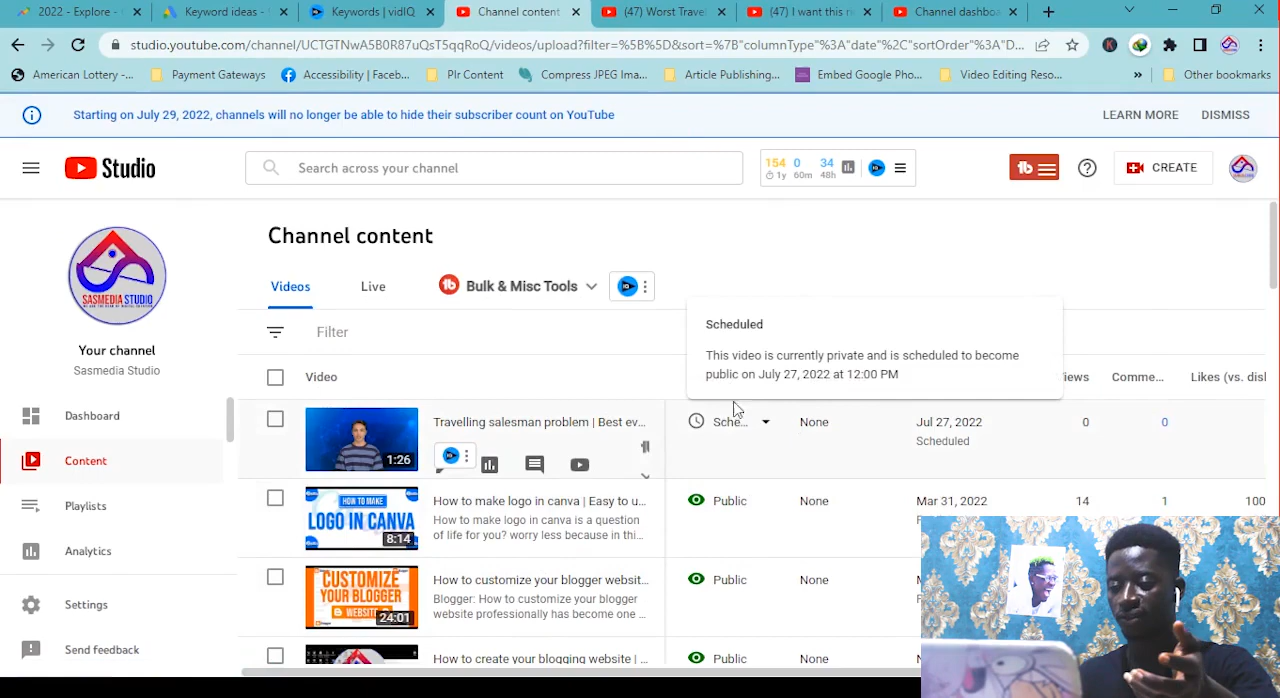 2022 - Explore -
Keyword ideas -
Keywords | vidIQ
Channel content
(47) Worst Travel
(47) I want this
Channel dashboa
studio.youtube.com/channel/UCTGTNwA5B0R87uQsT5qqRoQ/videos/upload?filter=%5B%5D&sort=%7B"columnType"%3A"date"%2C"sortOrder"%3A"D...
American Lottery -...
Payment Gateways
Accessibility | Faceb...
Plr Content
Compress JPEG Ima...
Article Publishing...
Embed Google Pho...
Video Editing Reso...
»
Other bookmarks
Starting on July 29, 2022, channels will no longer be able to hide their subscriber count on YouTube
LEARN MORE
DISMISS
Studio
Search across your channel
154 0 34
1y 60m 48h
tb
?
CREATE
SASMEDIA STUDIO
Your channel
Sasmedia Studio
Dashboard
Content
Playlists
Analytics
Settings
Send feedback
Channel content
Videos
Live
tb
Bulk & Misc Tools
Filter
Scheduled
This video is currently private and is scheduled to become
public on July 27, 2022 at 12:00 PM
Video
Comme...
Likes (vs. disl
1:26
Travelling salesman problem | Best ev...
Sche...
None
Jul 27, 2022
Scheduled
0
0
HOW TO MAKE
LOGO IN CANVA
8:14
How to make logo in canva | Easy to u...
How to make logo in canva is a question
of life for you? worry less because in thi...
Public
None
Mar 31, 2022
14
1
100
CUSTOMIZE
YOUR BLOGGER
WEBSITE
24:01
How to customize your blogger websit...
Blogger: How to customize your blogger
website professionally has become one ...
Public
None
How to create your blogging website | ...
Public
None